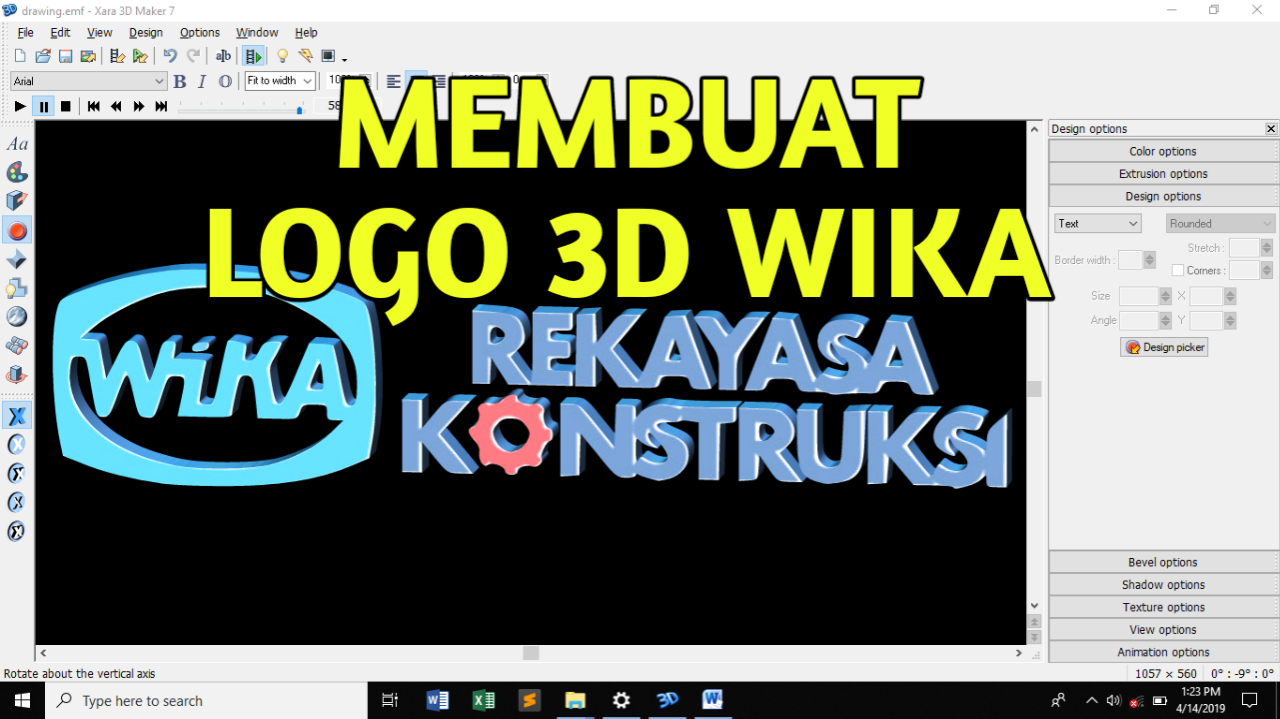 drawing.emf - Xara 3D Maker 7
File Edit View Design Options Window Help
a|b
Arial B I O Fit to width
MEMBUAT
LOGO 3D WIKA
WiKA
REKAYASA
KONSTRUKSI
Aa
X
X
X
X
X
Design options
Color options
Extrusion options
Design options
Text Rounded
Stretch :
Border width :
Corners :
Size X
Angle Y
Design picker
Bevel options
Shadow options
Texture options
View options
Animation options
Rotate about the vertical axis
1057 × 560 0° : -9° : 0°
Type here to search
1:23 PM
4/14/2019